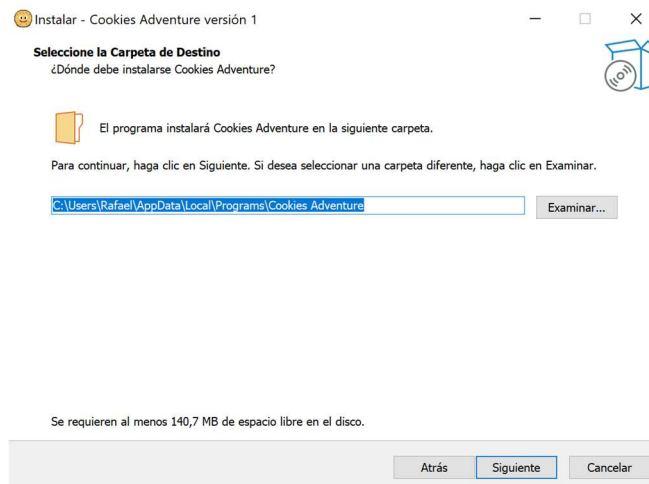 Instalar - Cookies Adventure versión 1
Seleccione la Carpeta de Destino
¿Dónde debe instalarse Cookies Adventure?
El programa instalará Cookies Adventure en la siguiente carpeta.
Para continuar, haga clic en Siguiente. Si desea seleccionar una carpeta diferente, haga clic en Examinar.
C:\Users\Rafael\AppData\Local\Programs\Cookies Adventure
Examinar...
Se requieren al menos 140,7 MB de espacio libre en el disco.
Atrás
Siguiente
Cancelar